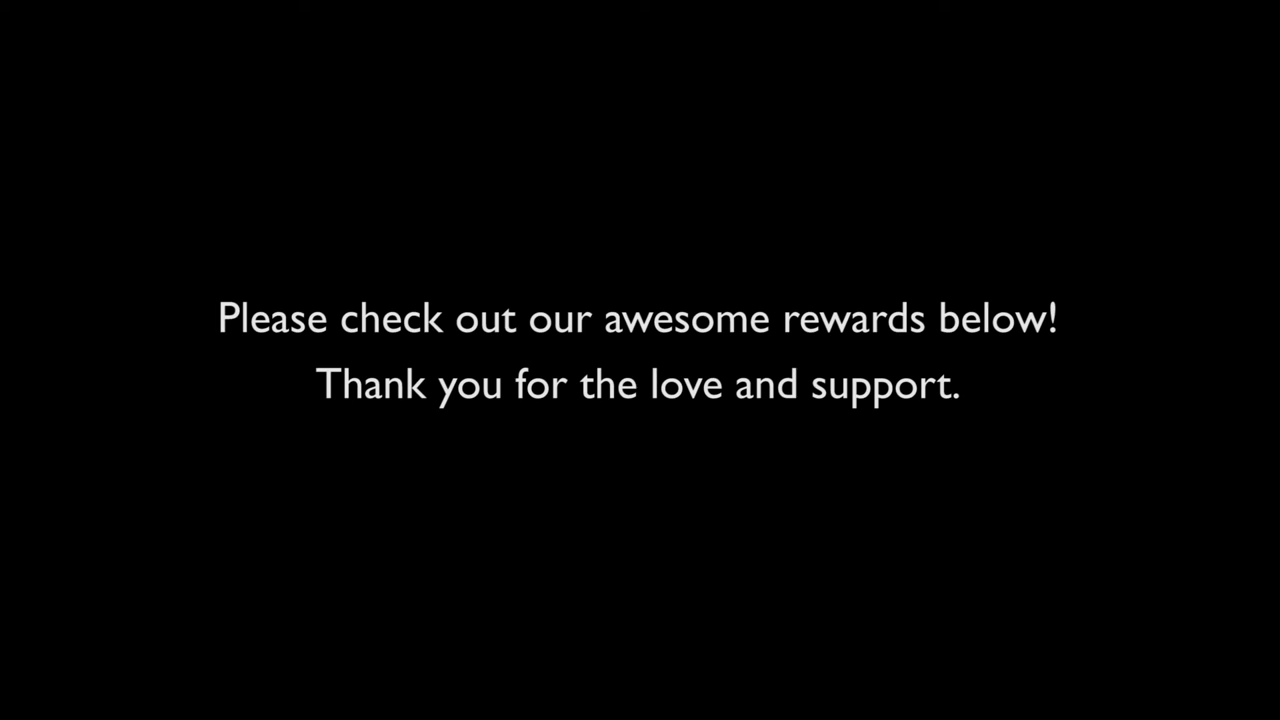 Please check out our awesome rewards below!
Thank you for the love and support.